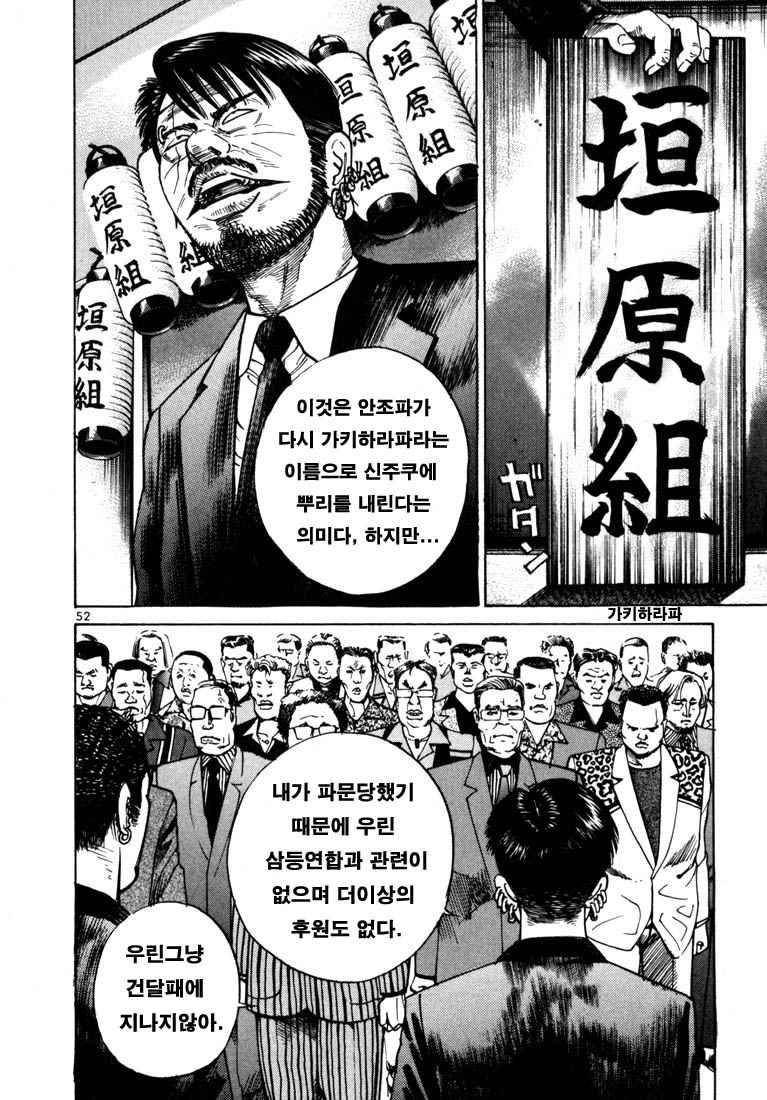 垣原組
ガタン
가키하라파
垣原組
垣原組
垣原組
垣原組
이것은 안조파가
다시 가키하라파라는
이름으로 신주쿠에
뿌리를 내린다는
의미다, 하지만...
52
내가 파문당했기
때문에 우린
삼등연합과 관련이
없으며 더이상의
후원도 없다.
우린그냥
건달패에
지나지않아.